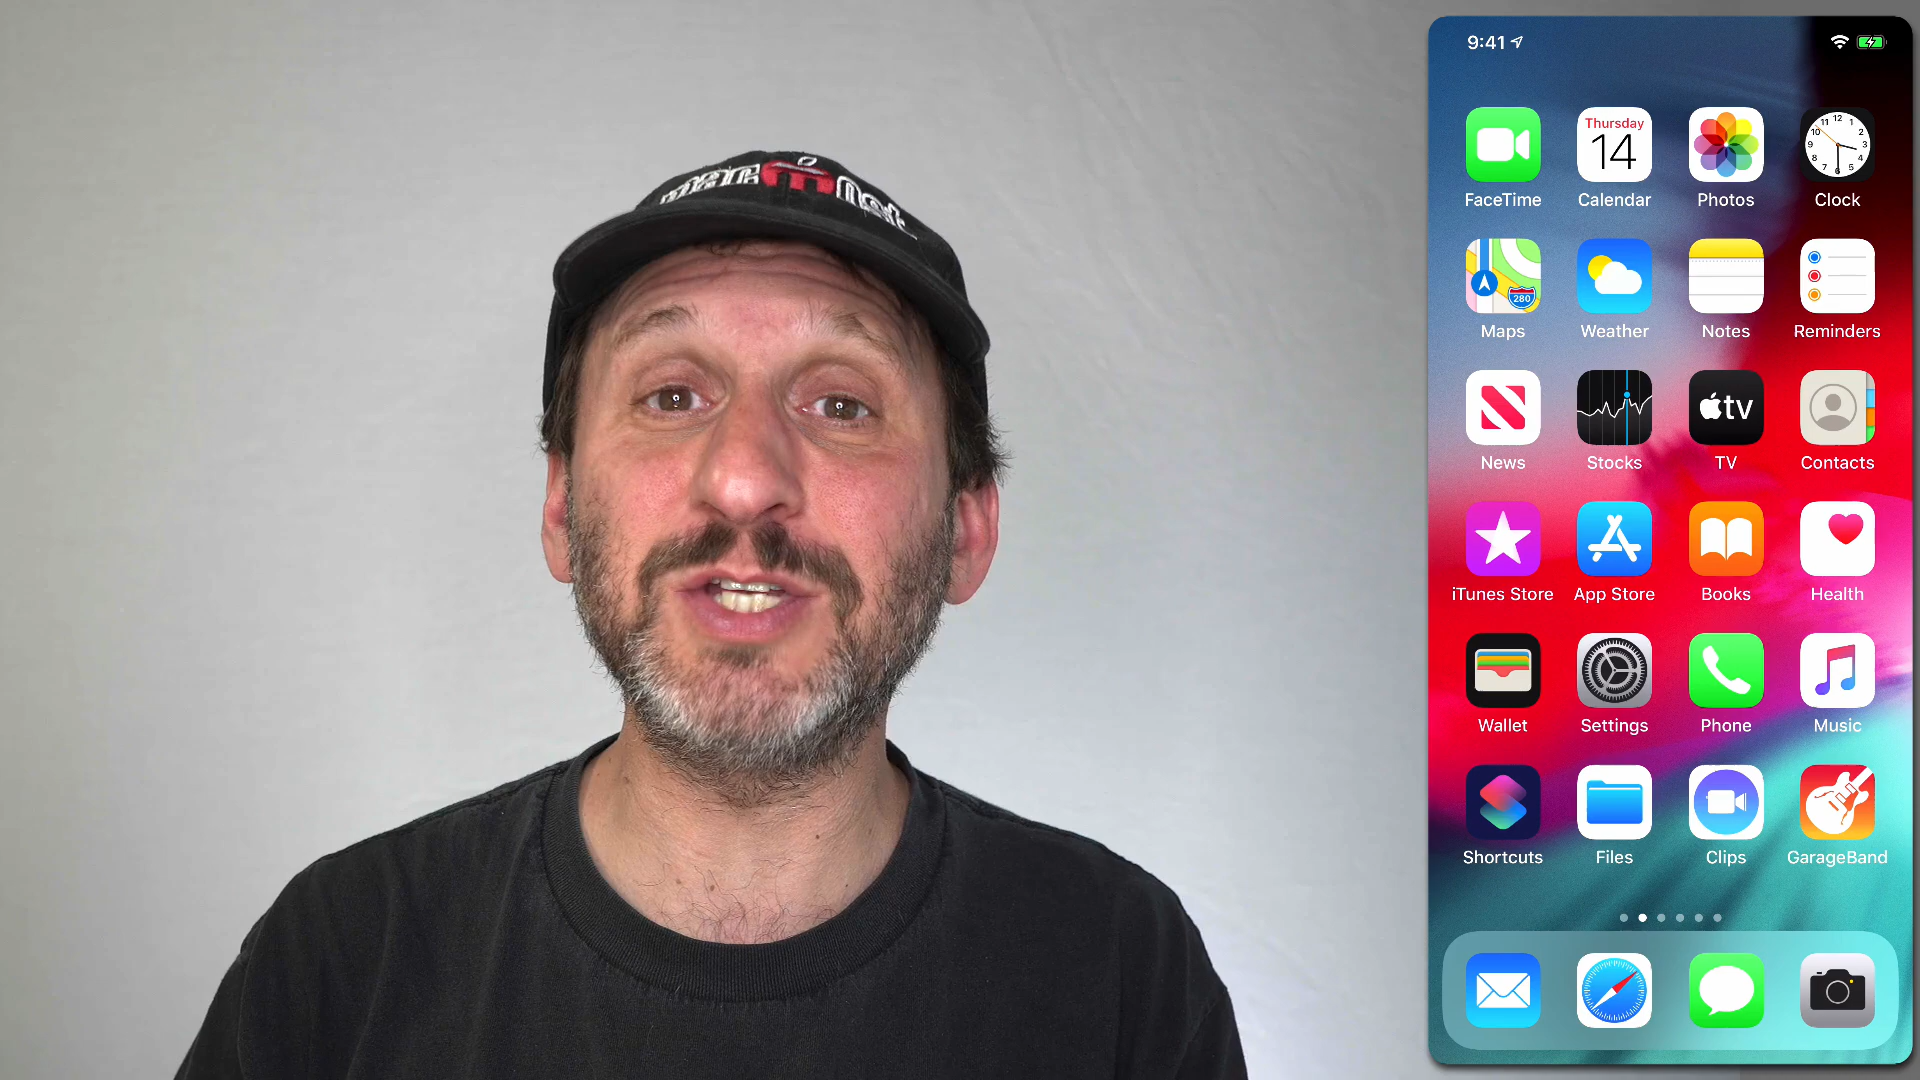 9:41
Thursday
14
FaceTime
Calendar
Photos
Clock
280
Maps
Weather
Notes
Reminders
tv
News
Stocks
TV
Contacts
iTunes Store
App Store
Books
Health
Wallet
Settings
Phone
Music
Shortcuts
Files
Clips
GarageBand